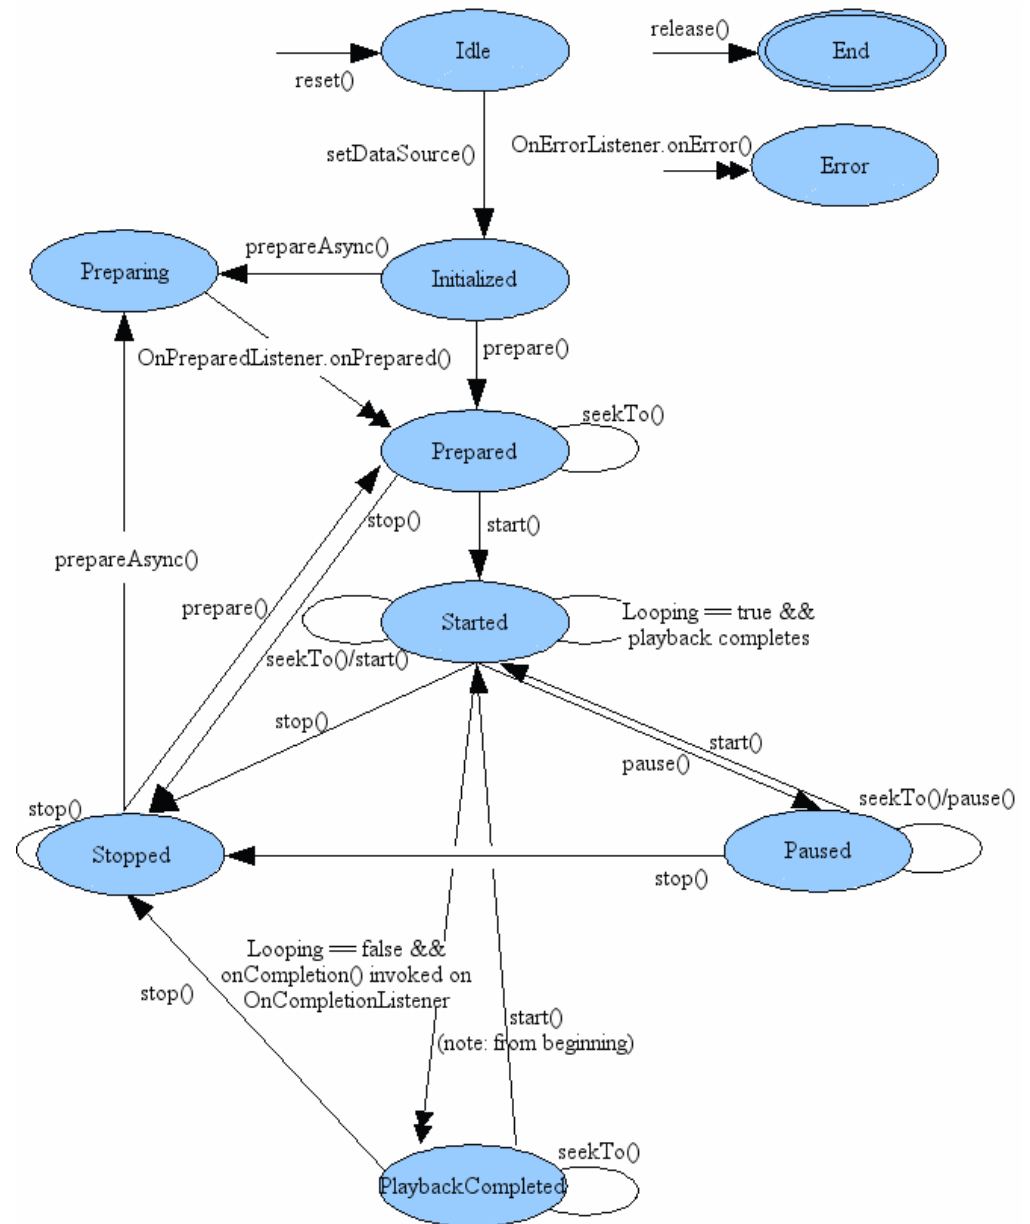 Idle
release()
End
reset()
OnErrorListener.onError()
setDataSource()
Error
prepareAsync()
Preparing
Initialized
prepare()
OnPreparedListener.onPrepared()
seekTo()
Prepared
stop()
start()
prepareAsync()
prepare()
Looping == true &&
playback completes
Started
seekTo()/start()
stop()
start()
pause()
seekTo()/pause()
stop()
Stopped
Paused
stop()
Looping == false &&
onCompletion() invoked on
OnCompletionListener
stop()
start()
(note: from beginning)
seekTo()
PlaybackCompleted